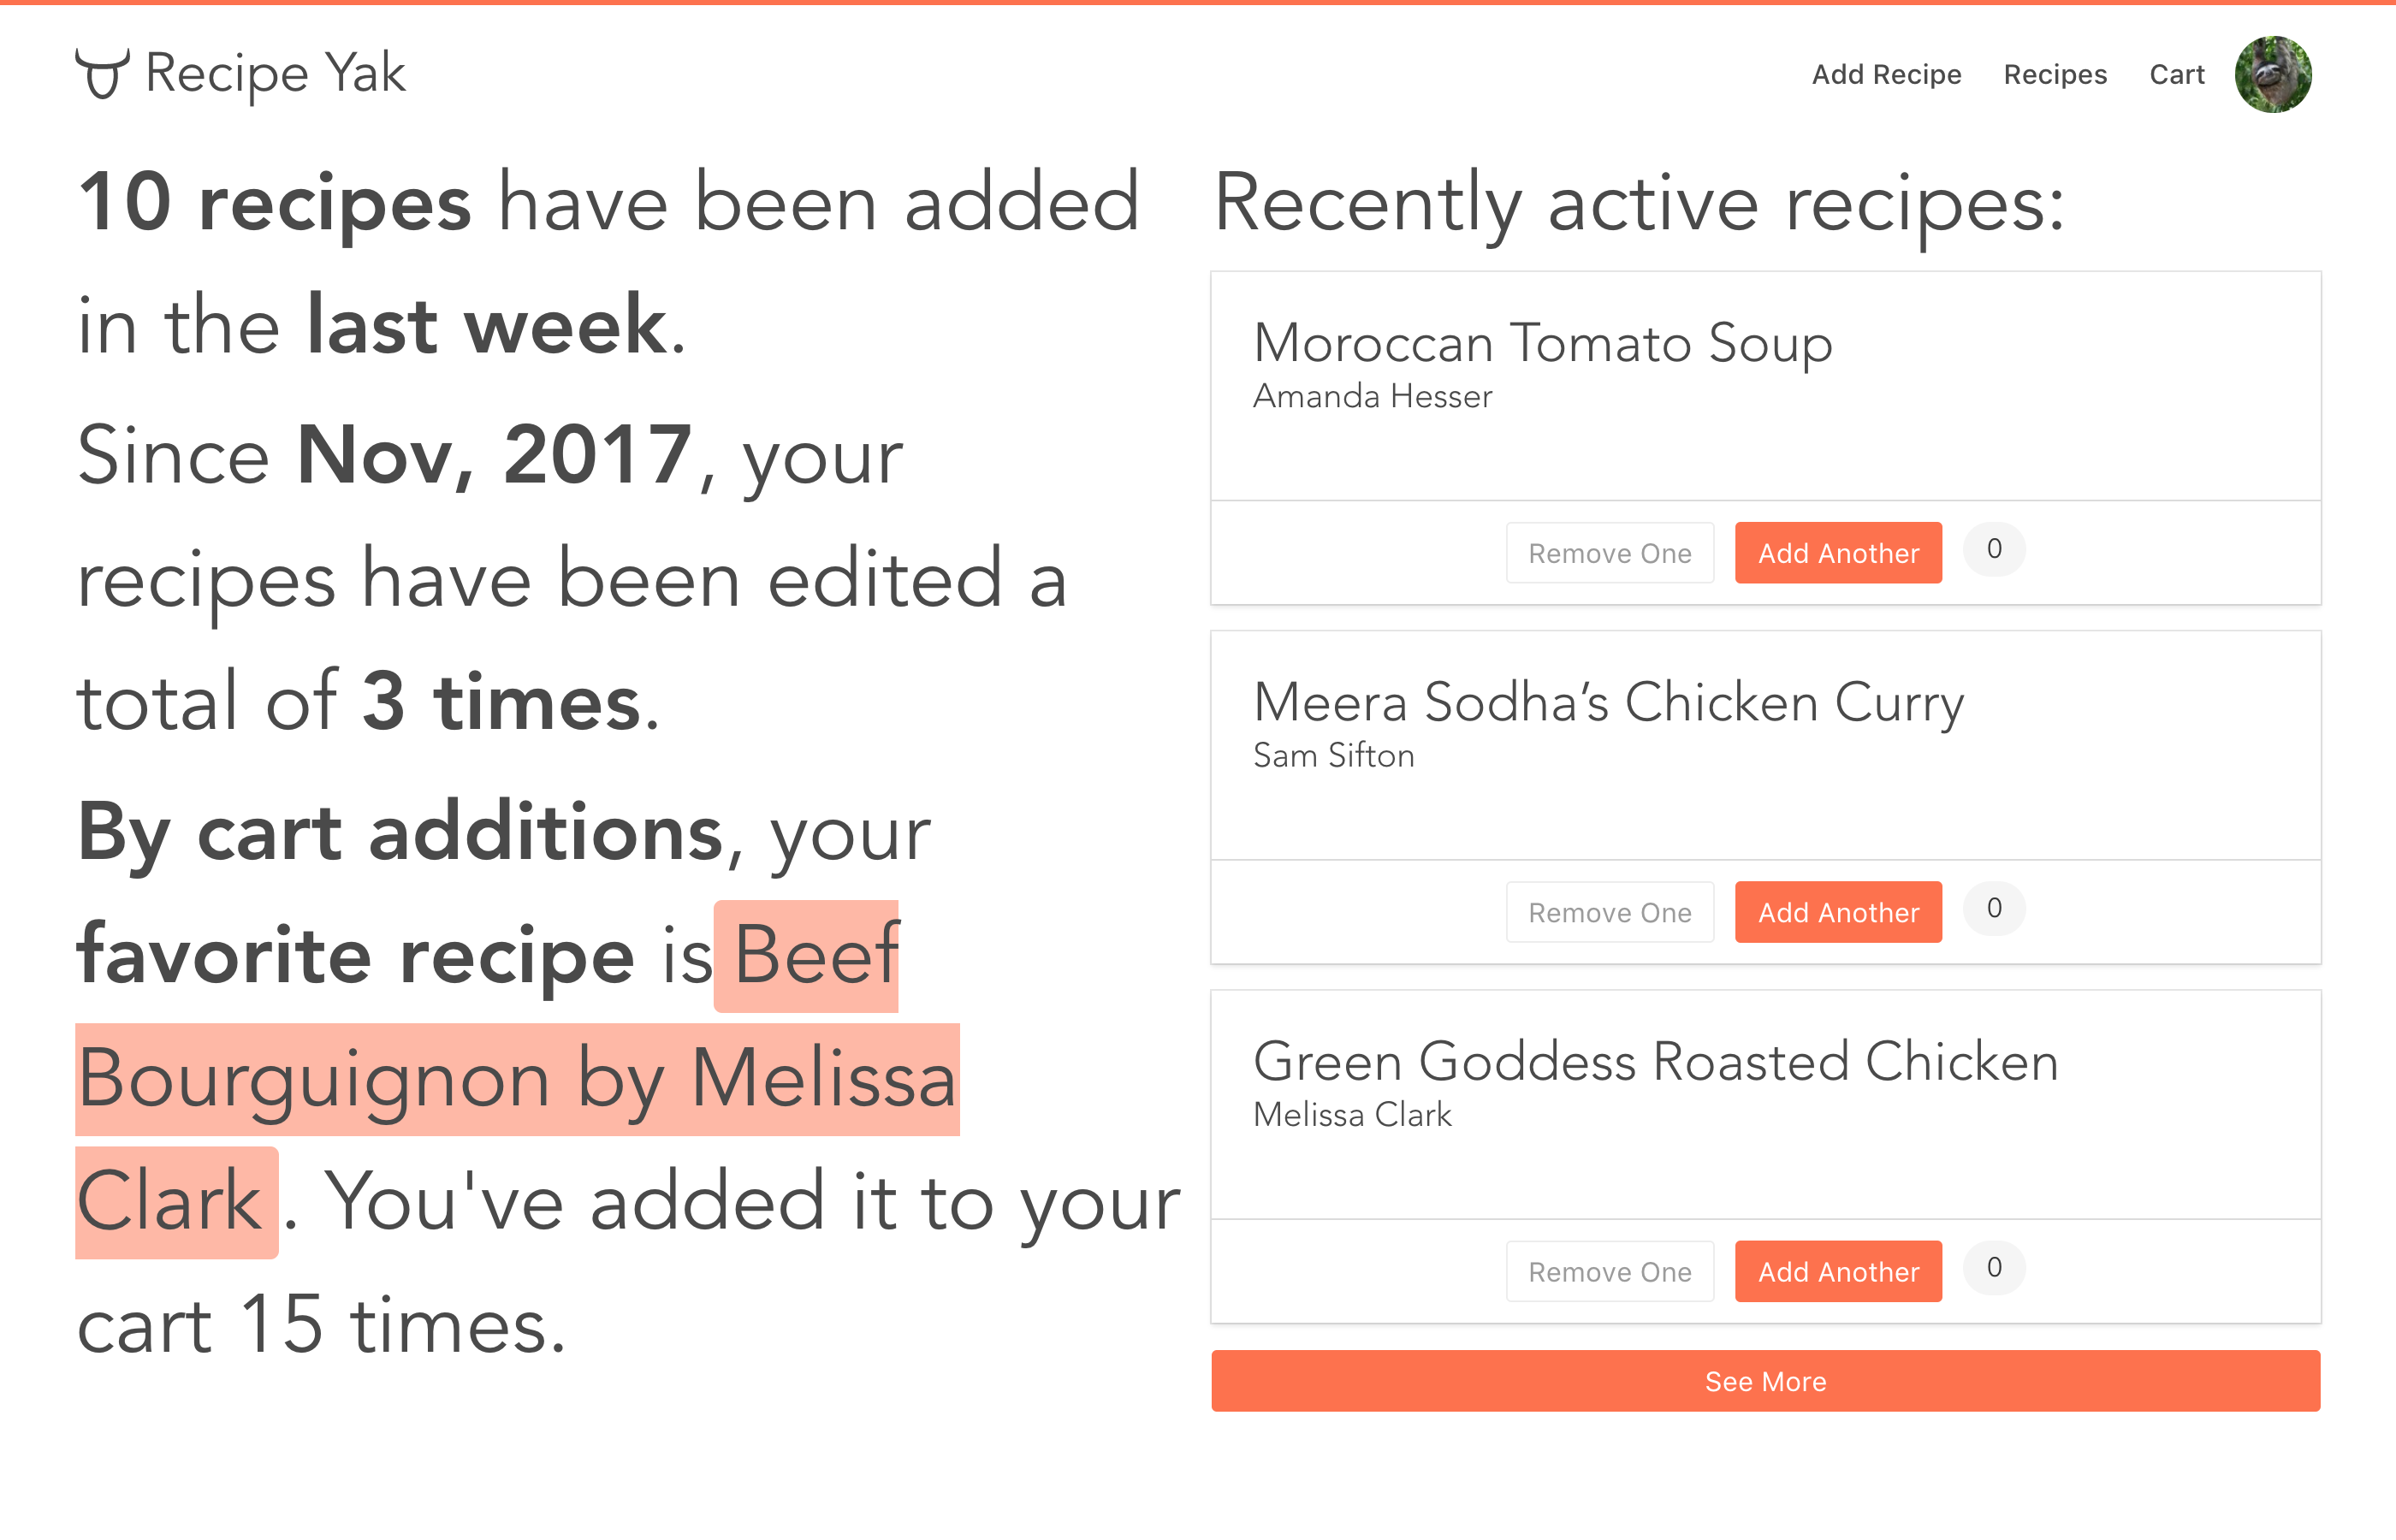 Recipe Yak
Add Recipe
Recipes
Cart
10 recipes have been added
in the last week.
Since Nov, 2017, your
recipes have been edited a
total of 3 times.
By cart additions, your
favorite recipe is Beef
Bourguignon by Melissa
Clark . You've added it to your
cart 15 times.
Recently active recipes:
Moroccan Tomato Soup
Amanda Hesser
Remove One
Add Another
0
Meera Sodha’s Chicken Curry
Sam Sifton
Remove One
Add Another
0
Green Goddess Roasted Chicken
Melissa Clark
Remove One
Add Another
0
See More